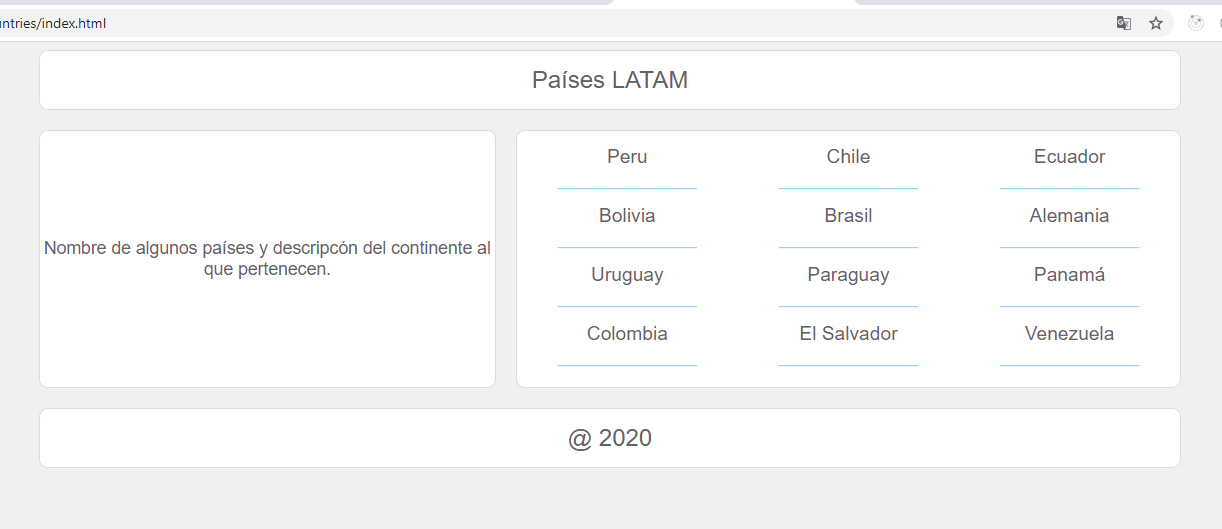 untries/index.html
Países LATAM
Nombre de algunos países y descripcón del continente al
que pertenecen.
Peru Chile Ecuador
Bolivia Brasil Alemania
Uruguay Paraguay Panamá
Colombia El Salvador Venezuela
@ 2020